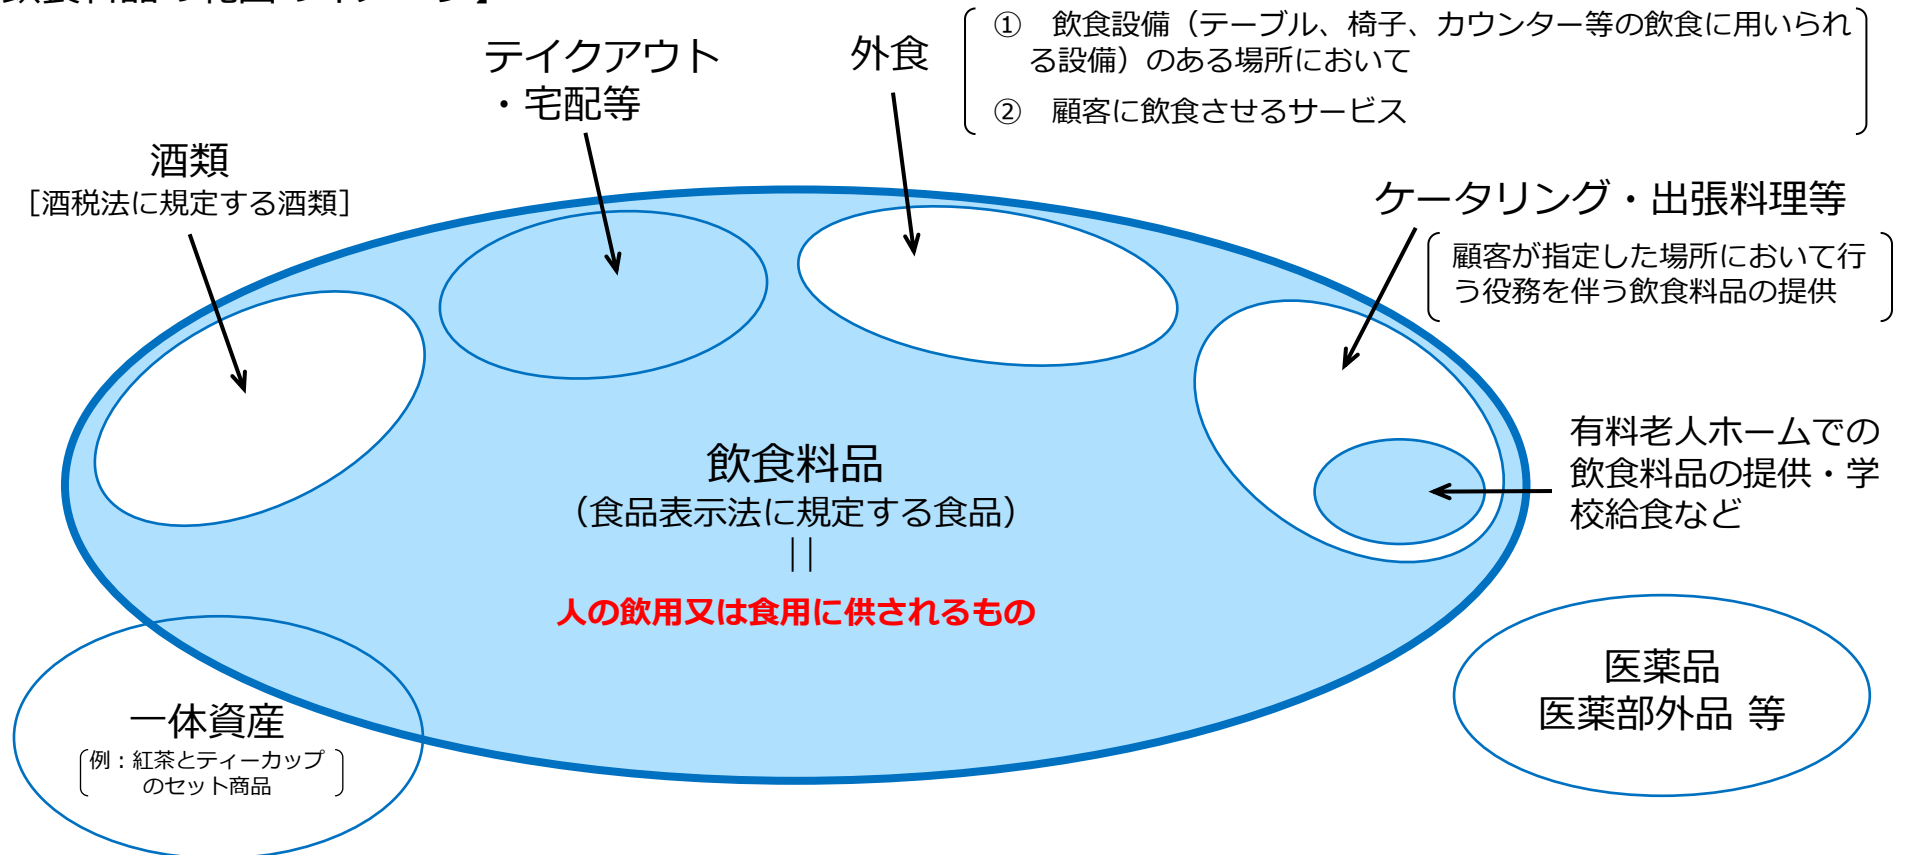 ① 飲食設備（テーブル、椅子、カウンター等の飲食に用いられ
る設備）のある場所において
② 顧客に飲食させるサービス
外食
テイクアウト
・宅配等
酒類
［酒税法に規定する酒類］
ケータリング・出張料理等
顧客が指定した場所において行
う役務を伴う飲食料品の提供
有料老人ホームでの
飲食料品の提供・学
校給食など
飲食料品
（食品表示法に規定する食品）
||
人の飲用又は食用に供されるもの
一体資産
例：紅茶とティーカップ
のセット商品
医薬品
医薬部外品 等